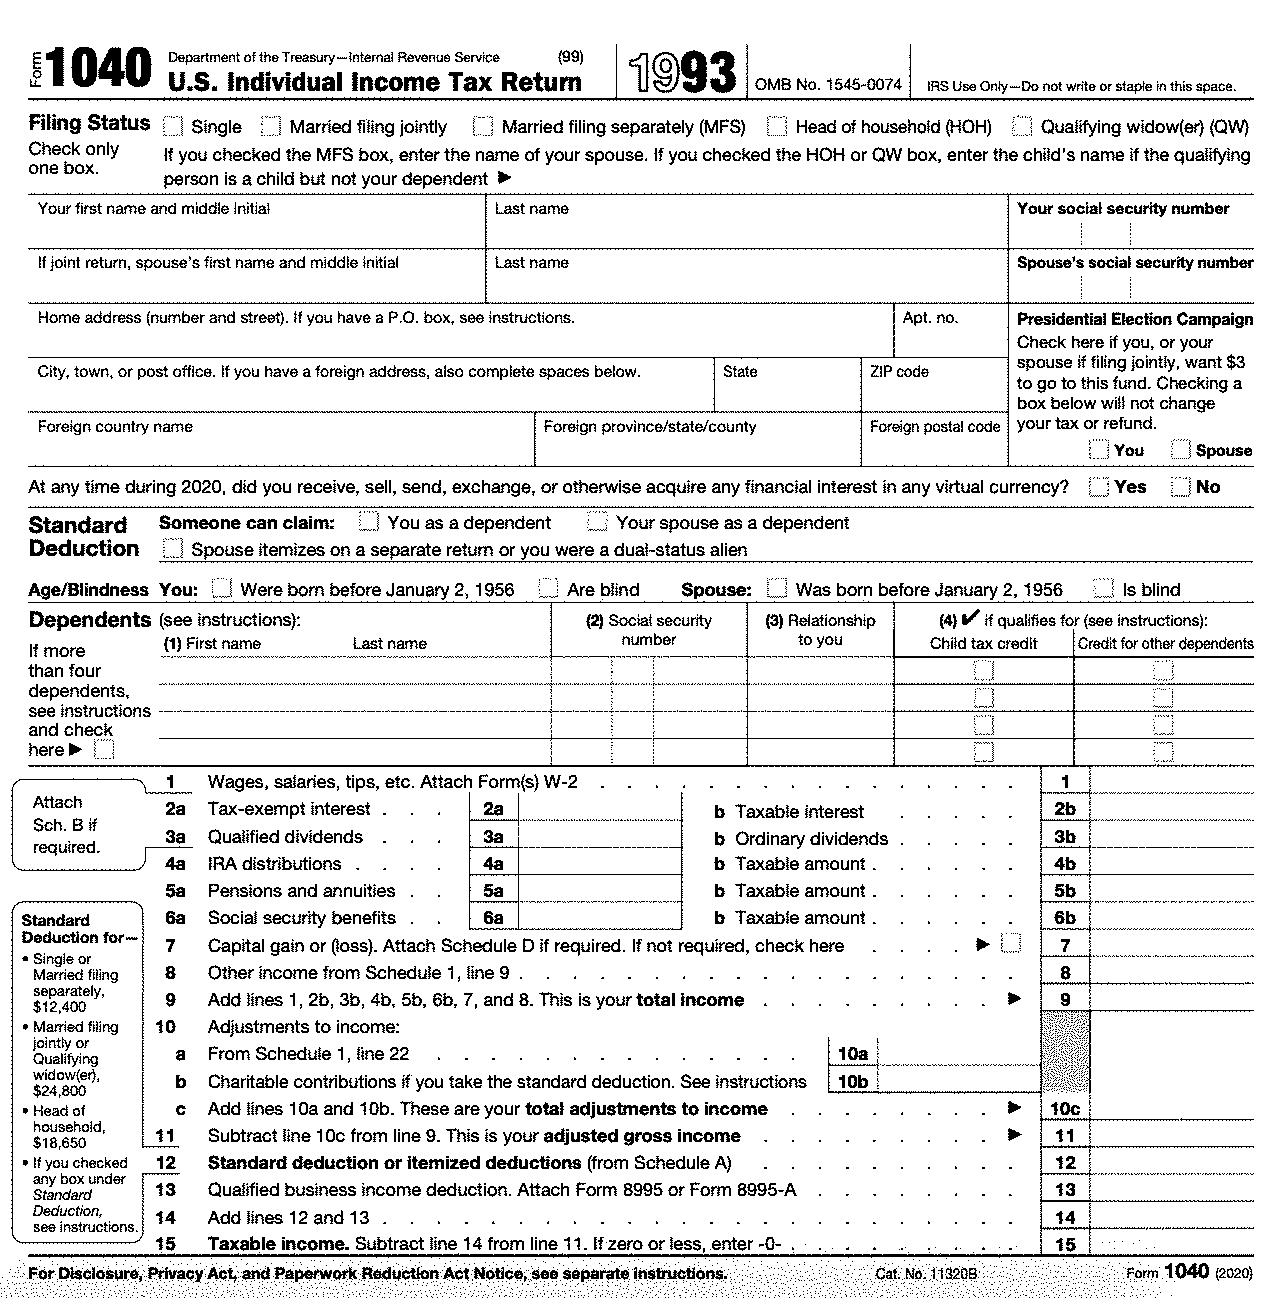 Form 1040 Department of the Treasury—Internal Revenue Service (99) U.S. Individual Income Tax Return 1993 OMB No. 1545-0074 IRS Use Only—Do not write or staple in this space.
Filing Status Single Married filing jointly Married filing separately (MFS) Head of household (HOH) Qualifying widow(er) (QW)
Check only one box. If you checked the MFS box, enter the name of your spouse. If you checked the HOH or QW box, enter the child's name if the qualifying
person is a child but not your dependent ▶
Your first name and middle initial Last name Your social security number
If joint return, spouse's first name and middle initial Last name Spouse's social security number
Home address (number and street). If you have a P.O. box, see instructions. Apt. no.
City, town, or post office. If you have a foreign address, also complete spaces below. State ZIP code
Foreign country name Foreign province/state/county Foreign postal code
Presidential Election Campaign
Check here if you, or your
spouse if filing jointly, want $3
to go to this fund. Checking a
box below will not change
your tax or refund.
You Spouse
At any time during 2020, did you receive, sell, send, exchange, or otherwise acquire any financial interest in any virtual currency? Yes No
Standard Deduction Someone can claim: You as a dependent Your spouse as a dependent
Spouse itemizes on a separate return or you were a dual-status alien
Age/Blindness You: Were born before January 2, 1956 Are blind Spouse: Was born before January 2, 1956 Is blind
Dependents (see instructions): (2) Social security number (3) Relationship to you (4) ✔ if qualifies for (see instructions):
(1) First name Last name Child tax credit Credit for other dependents
If more
than four
dependents,
see instructions
and check
here ▶
1 Wages, salaries, tips, etc. Attach Form(s) W-2 . . . . . . . . . . . . . . . . 1
2a Tax-exempt interest . . . 2a b Taxable interest . . . . . 2b
3a Qualified dividends . . . 3a b Ordinary dividends . . . . . 3b
4a IRA distributions . . . . 4a b Taxable amount . . . . . . 4b
5a Pensions and annuities . . 5a b Taxable amount . . . . . . 5b
6a Social security benefits . . 6a b Taxable amount . . . . . . 6b
7 Capital gain or (loss). Attach Schedule D if required. If not required, check here . . . . ▶ 7
8 Other income from Schedule 1, line 9 . . . . . . . . . . . . . . . . . . . 8
9 Add lines 1, 2b, 3b, 4b, 5b, 6b, 7, and 8. This is your total income . . . . . . . . . ▶ 9
10 Adjustments to income:
a From Schedule 1, line 22 . . . . . . . . . . . . . . 10a
b Charitable contributions if you take the standard deduction. See instructions 10b
c Add lines 10a and 10b. These are your total adjustments to income . . . . . . . . ▶ 10c
11 Subtract line 10c from line 9. This is your adjusted gross income . . . . . . . . . ▶ 11
12 Standard deduction or itemized deductions (from Schedule A) . . . . . . . . . . 12
13 Qualified business income deduction. Attach Form 8995 or Form 8995-A . . . . . . . . 13
14 Add lines 12 and 13 . . . . . . . . . . . . . . . . . . . . . . . . 14
15 Taxable income. Subtract line 14 from line 11. If zero or less, enter -0- . . . . . . . . . 15
Attach
Sch. B if
required.
Standard
Deduction for—
• Single or
Married filing
separately,
$12,400
• Married filing
jointly or
Qualifying
widow(er),
$24,800
• Head of
household,
$18,650
• If you checked
any box under
Standard
Deduction,
see instructions.
For Disclosure, Privacy Act, and Paperwork Reduction Act Notice, see separate instructions. Cat. No. 11320B Form 1040 (2020)